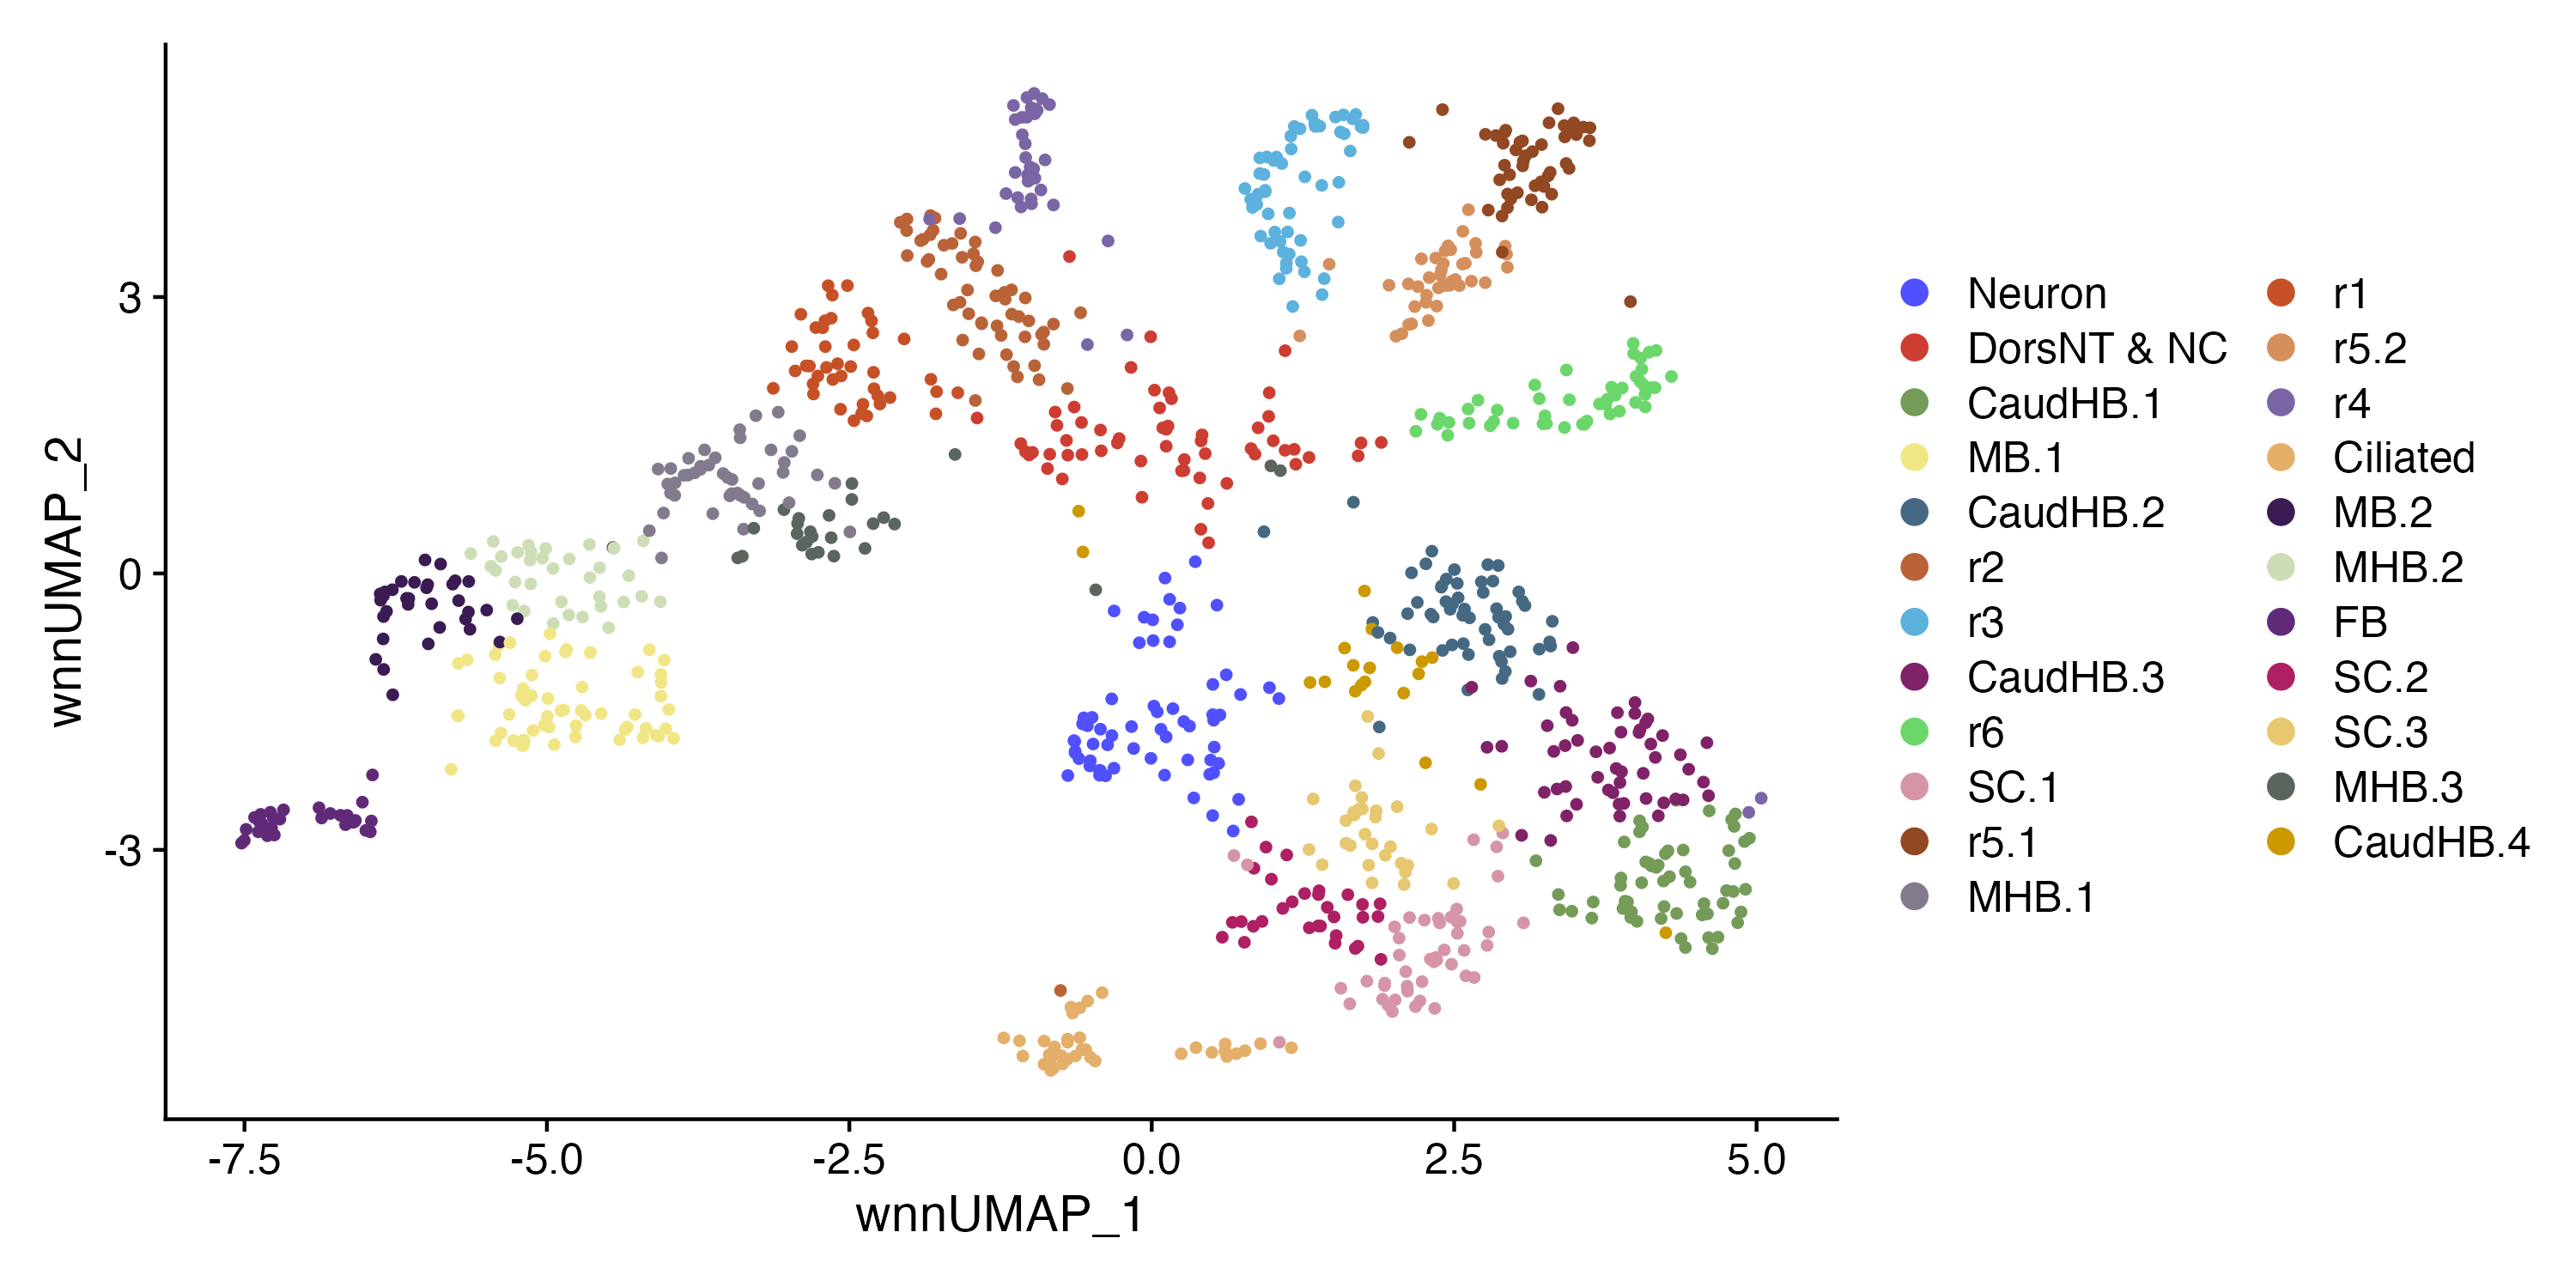 wnnUMAP_2
3
0
-3
-7.5
-5.0
-2.5
0.0
2.5
5.0
wnnUMAP_1
Neuron
DorsNT & NC
CaudHB.1
MB.1
CaudHB.2
r2
r3
CaudHB.3
r6
SC.1
r5.1
MHB.1
r1
r5.2
r4
Ciliated
MB.2
MHB.2
FB
SC.2
SC.3
MHB.3
CaudHB.4